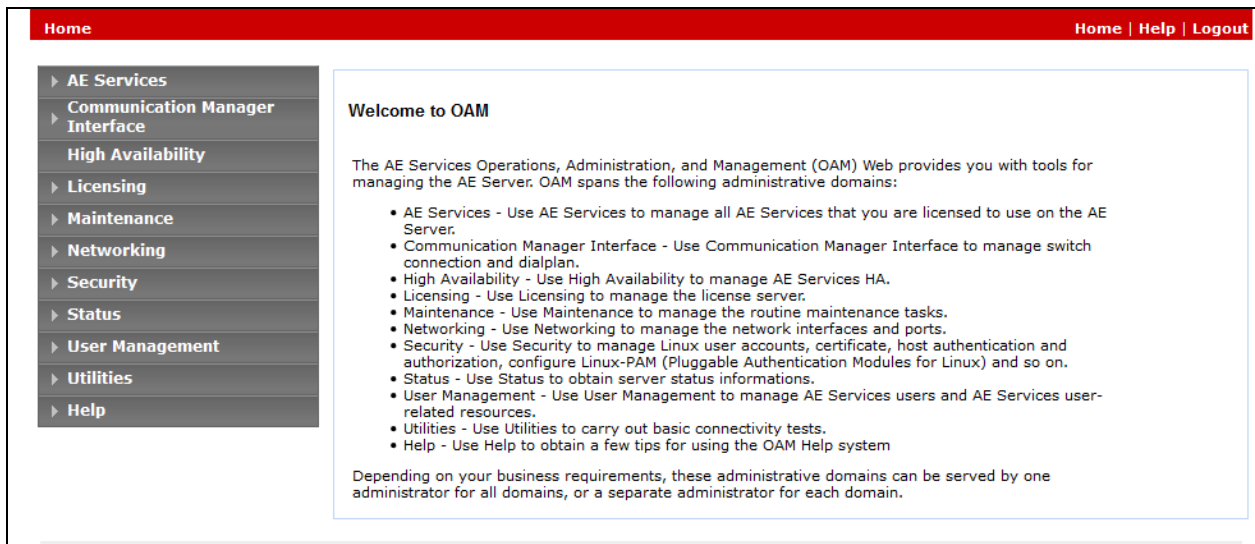 Home
Home | Help | Logout
AE Services
Communication Manager
Interface
High Availability
Licensing
Maintenance
Networking
Security
Status
User Management
Utilities
Help
Welcome to OAM
The AE Services Operations, Administration, and Management (OAM) Web provides you with tools for
managing the AE Server. OAM spans the following administrative domains:
• AE Services - Use AE Services to manage all AE Services that you are licensed to use on the AE
Server.
• Communication Manager Interface - Use Communication Manager Interface to manage switch
connection and dialplan.
• High Availability - Use High Availability to manage AE Services HA.
• Licensing - Use Licensing to manage the license server.
• Maintenance - Use Maintenance to manage the routine maintenance tasks.
• Networking - Use Networking to manage the network interfaces and ports.
• Security - Use Security to manage Linux user accounts, certificate, host authentication and
authorization, configure Linux-PAM (Pluggable Authentication Modules for Linux) and so on.
• Status - Use Status to obtain server status informations.
• User Management - Use User Management to manage AE Services users and AE Services user-
related resources.
• Utilities - Use Utilities to carry out basic connectivity tests.
• Help - Use Help to obtain a few tips for using the OAM Help system
Depending on your business requirements, these administrative domains can be served by one
administrator for all domains, or a separate administrator for each domain.